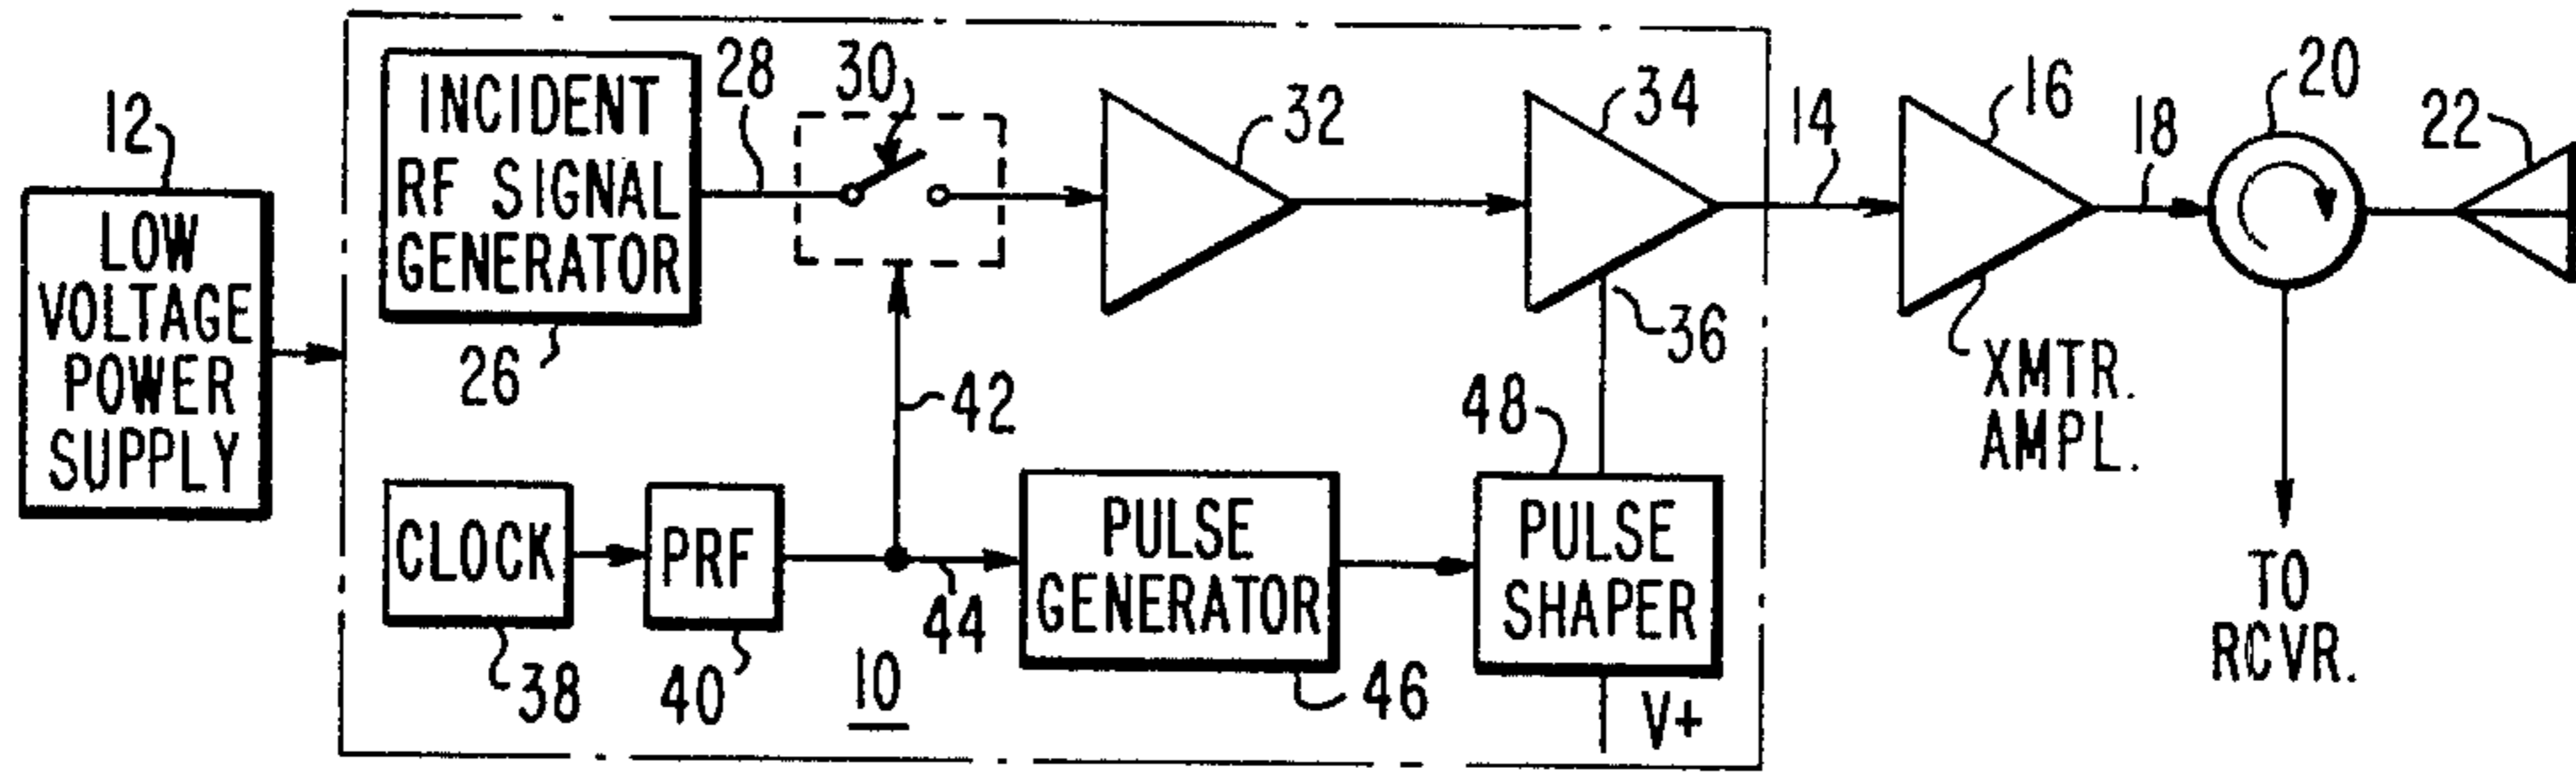 12
LOW
VOLTAGE
POWER
SUPPLY
INCIDENT
RF SIGNAL
GENERATOR
26
28
30
32
34
36
14
16
XMTR.
AMPL.
18
20
22
TO
RCVR.
CLOCK
38
PRF
40
42
44
10
PULSE
GENERATOR
46
48
PULSE
SHAPER
V+